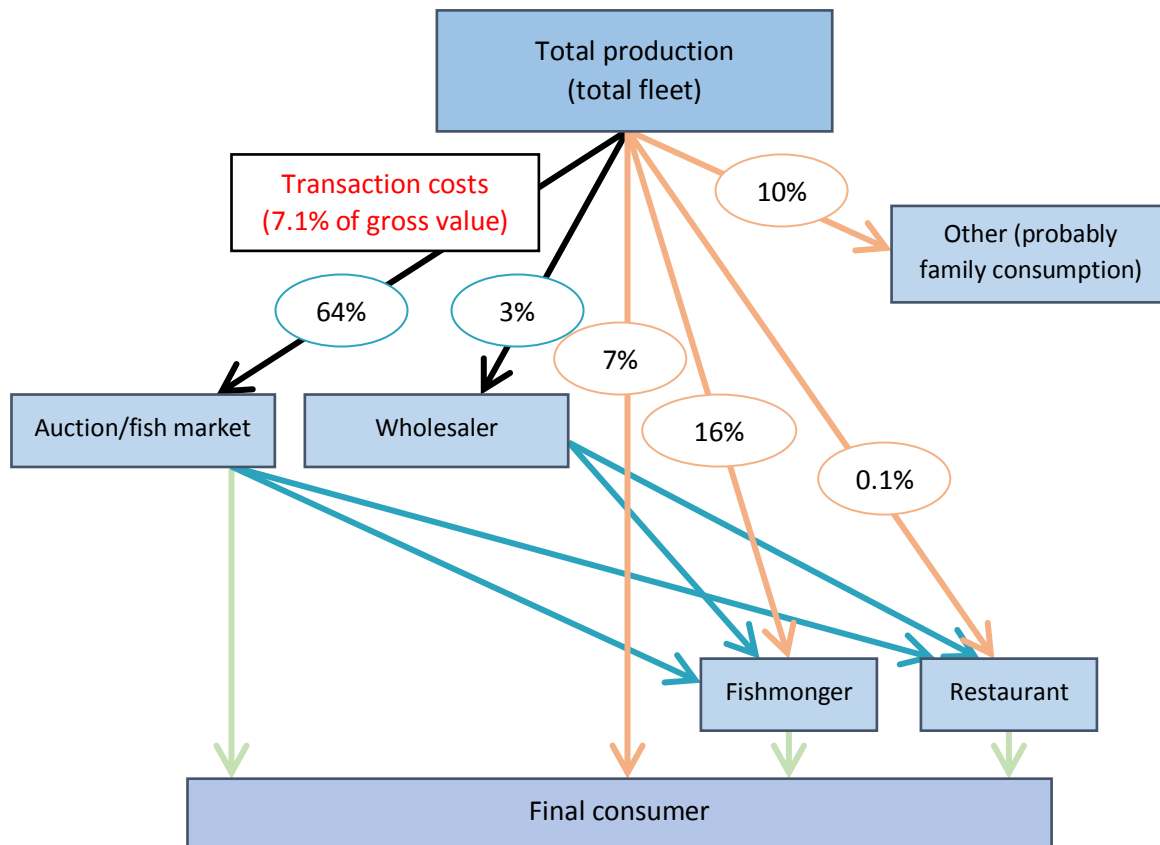 Total production
(total fleet)
Transaction costs
(7.1% of gross value)
10%
Other (probably
family consumption)
64%
3%
7%
16%
0.1%
Auction/fish market
Wholesaler
Fishmonger
Restaurant
Final consumer